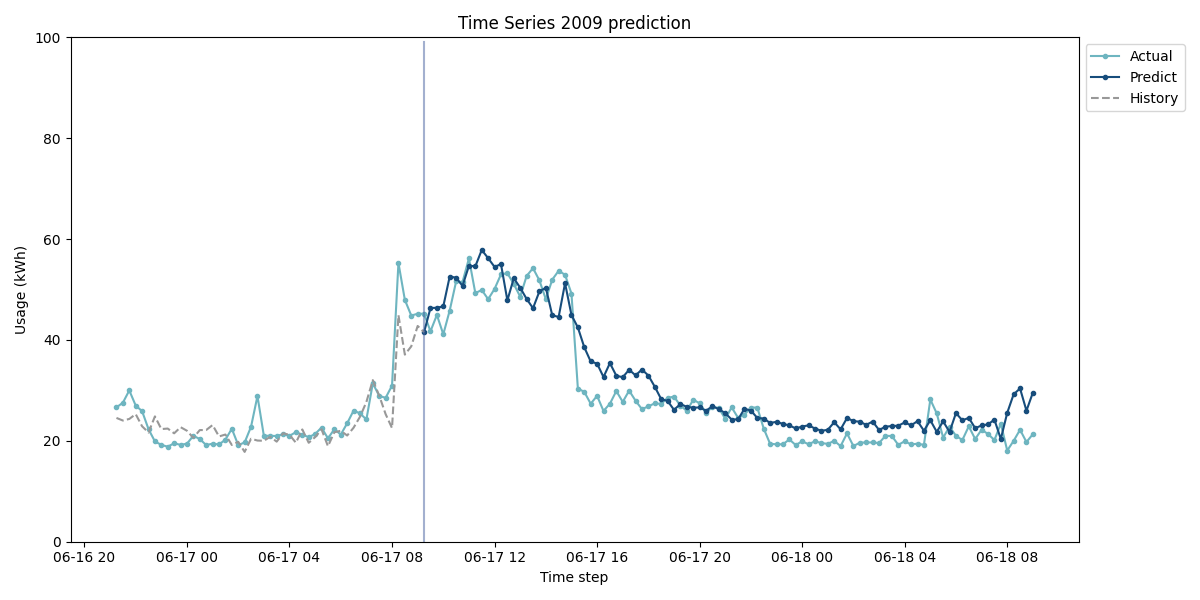 Time Series 2009 prediction
100
80
60
40
20
0
Usage (kWh)
06-16 20
06-17 00
06-17 04
06-17 08
06-17 12
06-17 16
06-17 20
06-18 00
06-18 04
06-18 08
Time step
Actual
Predict
History